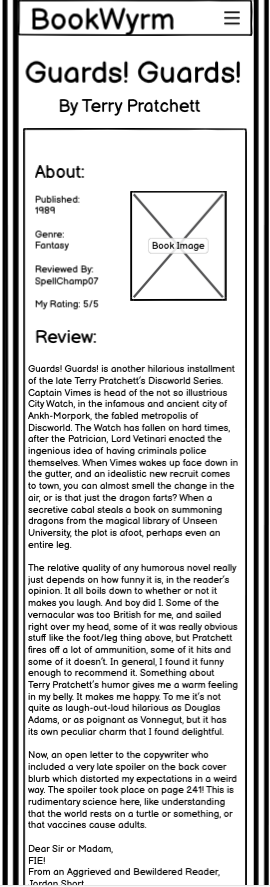 BookWyrm
Guards! Guards!
By Terry Pratchett
About:
Published:
1989
Genre:
Fantasy
Reviewed By:
SpellChamp07
My Rating: 5/5
Book Image
Review:
Guards! Guards! is another hilarious installment
of the late Terry Pratchett's Discworld Series.
Captain Vimes is head of the not so illustrious
City Watch, in the infamous and ancient city of
Ankh-Morpork, the fabled metropolis of
Discworld. The Watch has fallen on hard times,
after the Patrician, Lord Vetinari enacted the
ingenious idea of having criminals police
themselves. When Vimes wakes up face down in
the gutter, and an idealistic new recruit comes
to town, you can almost smell the change in the
air, or is that just the dragon farts? When a
secretive cabal steals a book on summoning
dragons from the magical library of Unseen
University, the plot is afoot, perhaps even an
entire leg.
The relative quality of any humorous novel really
just depends on how funny it is, in the reader's
opinion. It all boils down to whether or not it
makes you laugh. And boy did I. Some of the
vernacular was too British for me, and sailed
right over my head, some of it was really obvious
stuff like the foot/leg thing above, but Pratchett
fires off a lot of ammunition, some of it hits and
some of it doesn't. In general, I found it funny
enough to recommend it. Something about
Terry Pratchett's humor gives me a warm feeling
in my belly. It makes me happy. To me it's not
quite as laugh-out-loud hilarious as Douglas
Adams, or as poignant as Vonnegut, but it has
its own peculiar charm that I found delightful.
Now, an open letter to the copywriter who
included a very late spoiler on the back cover
blurb which distorted my expectations in a weird
way. The spoiler took place on page 241! This is
rudimentary science here, like understanding
that the world rests on a turtle or something, or
that vaccines cause adults.
Dear Sir or Madam,
FIE!
From an Aggrieved and Bewildered Reader,
Jordan Short